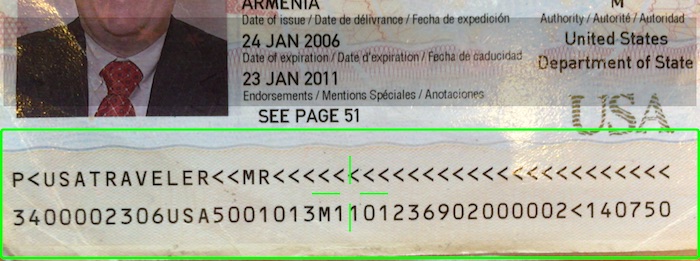 ARMENIA M
Date of issue / Date de délivrance / Fecha de expedición Authority / Autorité / Autoridad
24 JAN 2006 United States
Date of expiration / Date d'expiration / Fecha de caducidad Department of State
23 JAN 2011
Endorsements / Mentions Spéciales / Anotaciones
SEE PAGE 51 USA
P<USATRAVELER<<MR<<<<<<<<<<<<<<<<<<<<<<<<<<<
3400002306USA5001013M1101236902000002<140750